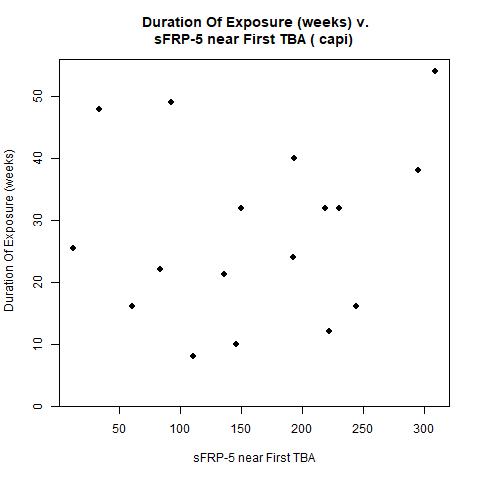 Duration Of Exposure (weeks) v.
sFRP-5 near First TBA ( capi)
Duration Of Exposure (weeks)
50
40
30
20
10
0
50 100 150 200 250 300
sFRP-5 near First TBA